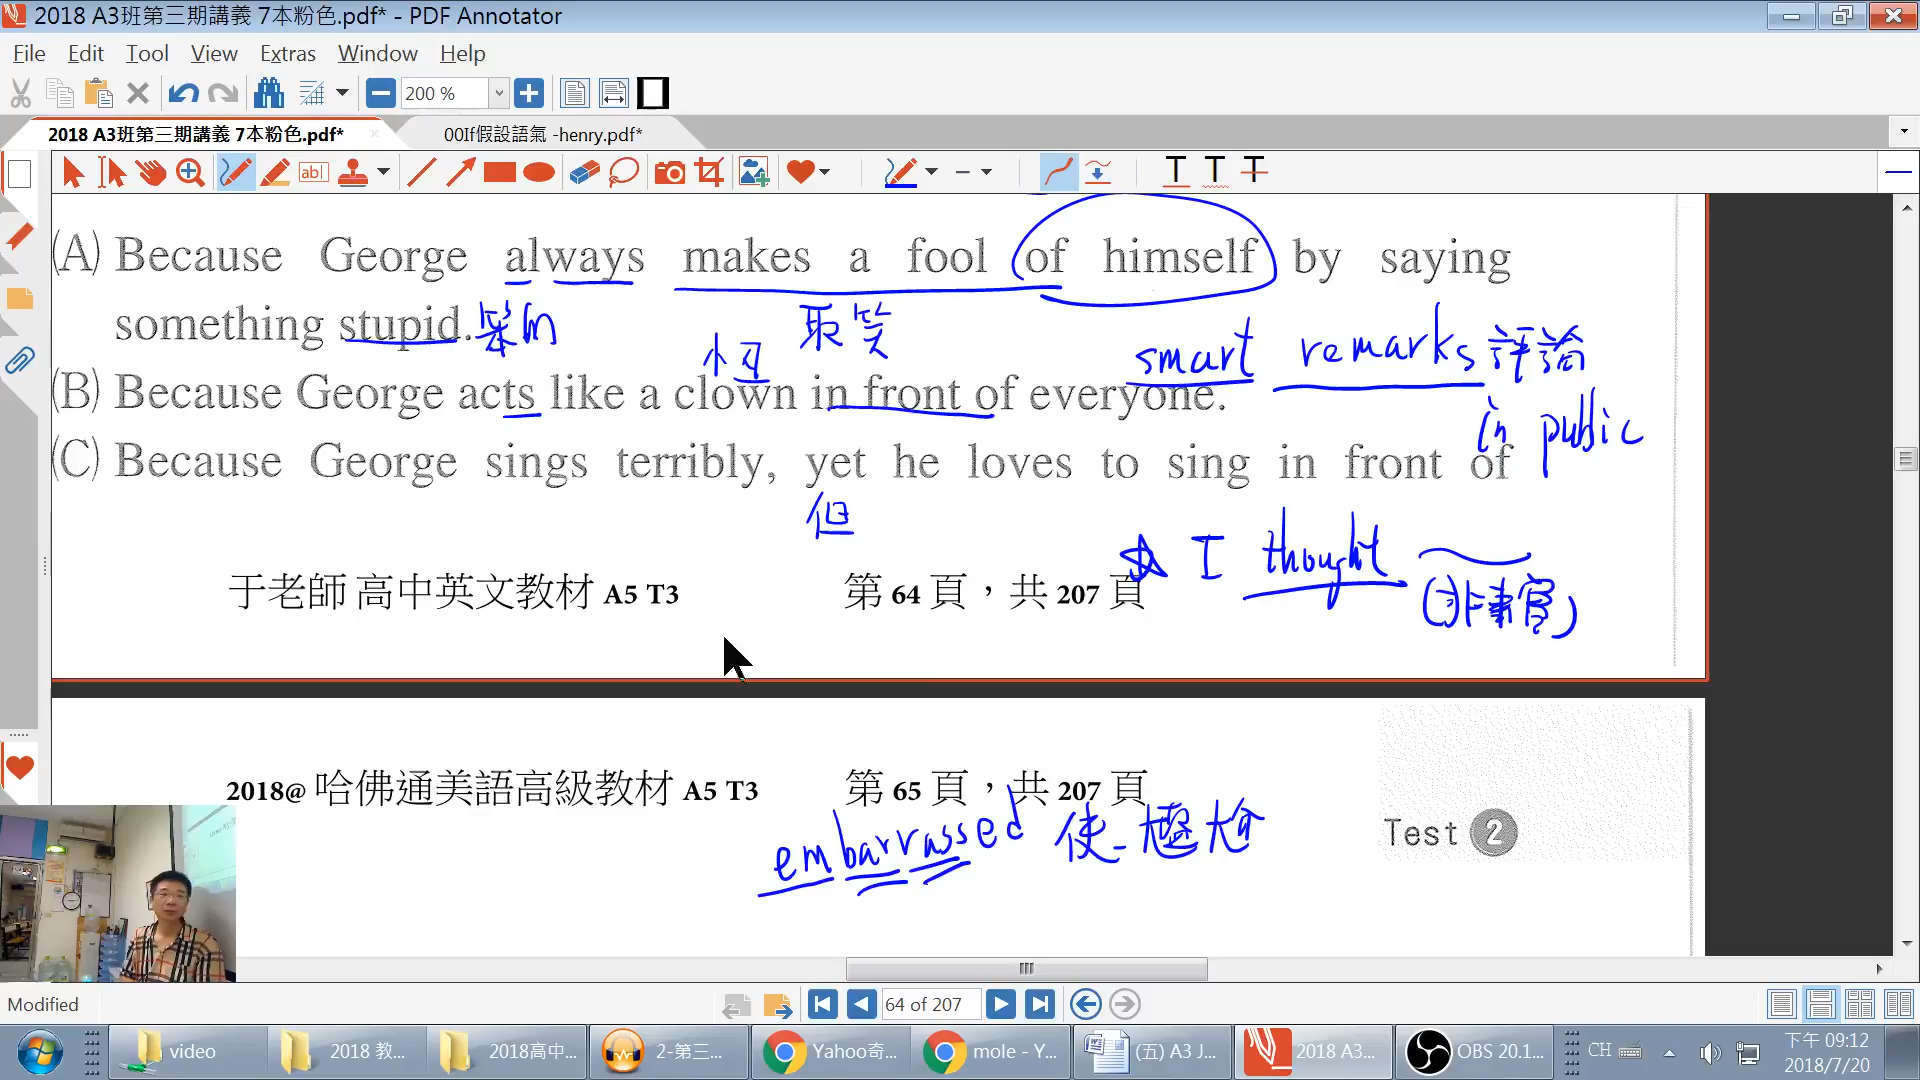 2018 A3班第三期講義 7本粉色.pdf* - PDF Annotator
File Edit Tool View Extras Window Help
200 %
2018 A3班第三期講義 7本粉色.pdf* 00If假設語氣 -henry.pdf*
ab|
T T T
(A) Because George always makes a fool of himself by saying
something stupid. 笨的
取笑
smart remarks 評論
(B) Because George acts like a clown in front of everyone.
in public
(C) Because George sings terribly, yet he loves to sing in front of
但
I thought
(非事實)
于老師 高中英文教材 A5 T3 第 64 頁，共 207 頁
2018@ 哈佛通美語高級教材 A5 T3 第 65 頁，共 207 頁
embarrassed 使 尷尬
Test 2
Modified
64 of 207
video 2018 教... 2018高中... 2-第三... Yahoo奇... mole - Y... (五) A3 J... 2018 A3... OBS 20.1...
CH
下午 09:12
2018/7/20